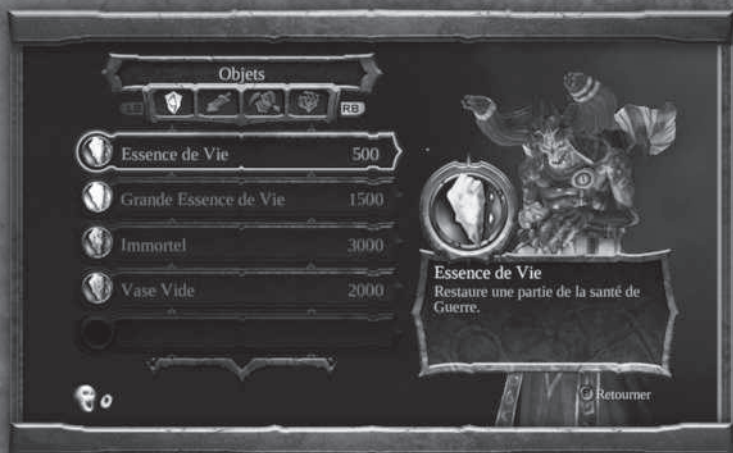 Objets
RB
Essence de Vie 500
Grande Essence de Vie 1500
Immortel 3000
Vase Vide 2000
Essence de Vie
Restaure une partie de la santé de
Guerre.
0
Retourner